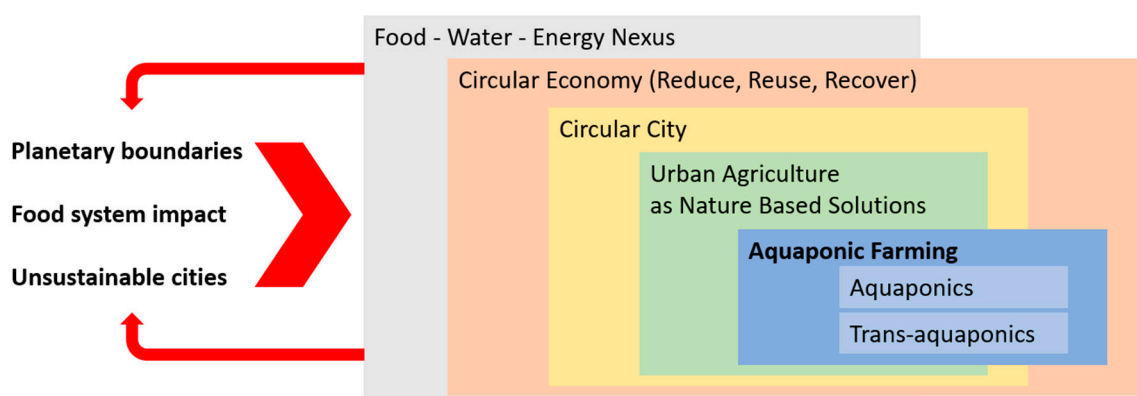 Food - Water - Energy Nexus
Circular Economy (Reduce, Reuse, Recover)
Circular City
Planetary boundaries
Urban Agriculture
as Nature Based Solutions
Food system impact
Aquaponic Farming
Unsustainable cities
Aquaponics
Trans-aquaponics